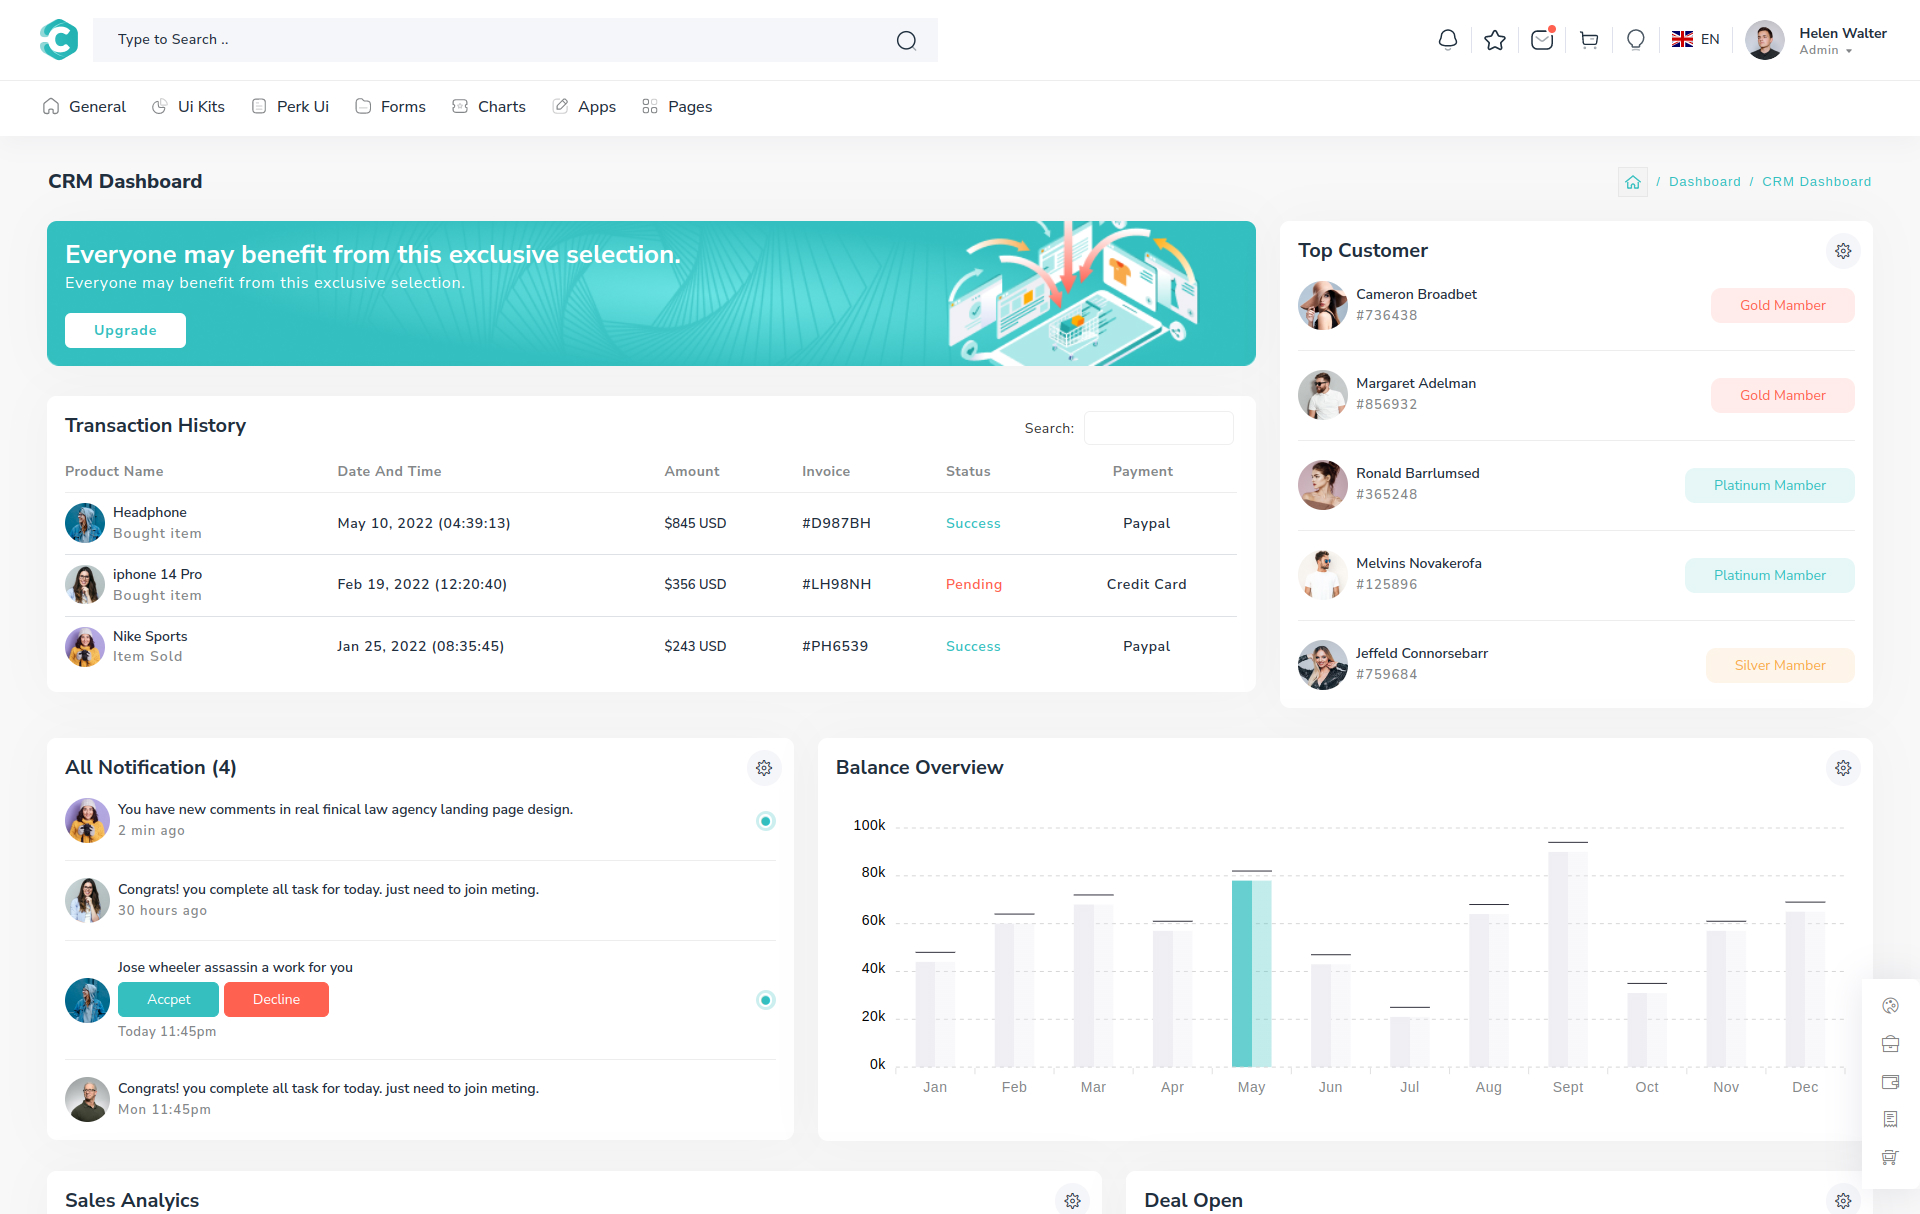 Type to Search ..
EN
Helen Walter
Admin
General
Ui Kits
Perk Ui
Forms
Charts
Apps
Pages
CRM Dashboard
/ Dashboard / CRM Dashboard
Everyone may benefit from this exclusive selection.
Everyone may benefit from this exclusive selection.
Upgrade
Top Customer
Cameron Broadbet
#736438
Gold Mamber
Margaret Adelman
#856932
Gold Mamber
Ronald Barrlumsed
#365248
Platinum Mamber
Melvins Novakerofa
#125896
Platinum Mamber
Jeffeld Connorsebarr
#759684
Silver Mamber
Transaction History
Search:
Product Name Date And Time Amount Invoice Status Payment
Headphone
Bought item
May 10, 2022 (04:39:13) $845 USD #D987BH Success Paypal
iphone 14 Pro
Bought item
Feb 19, 2022 (12:20:40) $356 USD #LH98NH Pending Credit Card
Nike Sports
Item Sold
Jan 25, 2022 (08:35:45) $243 USD #PH6539 Success Paypal
All Notification (4)
You have new comments in real finical law agency landing page design.
2 min ago
Congrats! you complete all task for today. just need to join meting.
30 hours ago
Jose wheeler assassin a work for you
Accpet Decline
Today 11:45pm
Congrats! you complete all task for today. just need to join meting.
Mon 11:45pm
Balance Overview
100k
80k
60k
40k
20k
0k
Jan Feb Mar Apr May Jun Jul Aug Sept Oct Nov Dec
Sales Analyics
Deal Open